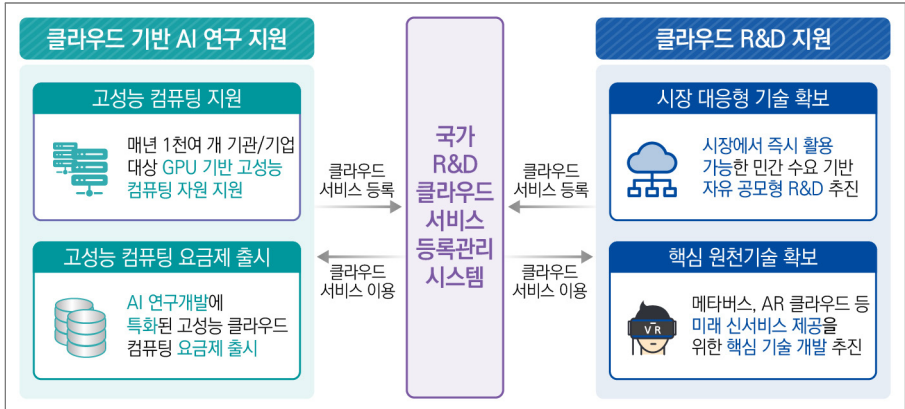 클라우드 기반 AI 연구 지원
고성능 컴퓨팅 지원
매년 1천여 개 기관/기업
대상 GPU 기반 고성능
컴퓨팅 자원 지원
고성능 컴퓨팅 요금제 출시
AI 연구개발에
특화된 고성능 클라우드
컴퓨팅 요금제 출시
클라우드
서비스 등록
클라우드
서비스 이용
국가
R&D
클라우드
서비스
등록관리
시스템
클라우드
서비스 등록
클라우드
서비스 이용
클라우드 R&D 지원
시장 대응형 기술 확보
시장에서 즉시 활용
가능한 민간 수요 기반
자유 공모형 R&D 추진
핵심 원천기술 확보
VR
메타버스, AR 클라우드 등
미래 신서비스 제공을
위한 핵심 기술 개발 추진